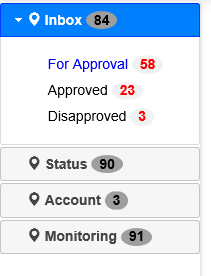 Inbox 84
For Approval 58
Approved 23
Disapproved 3
Status 90
Account 3
Monitoring 91